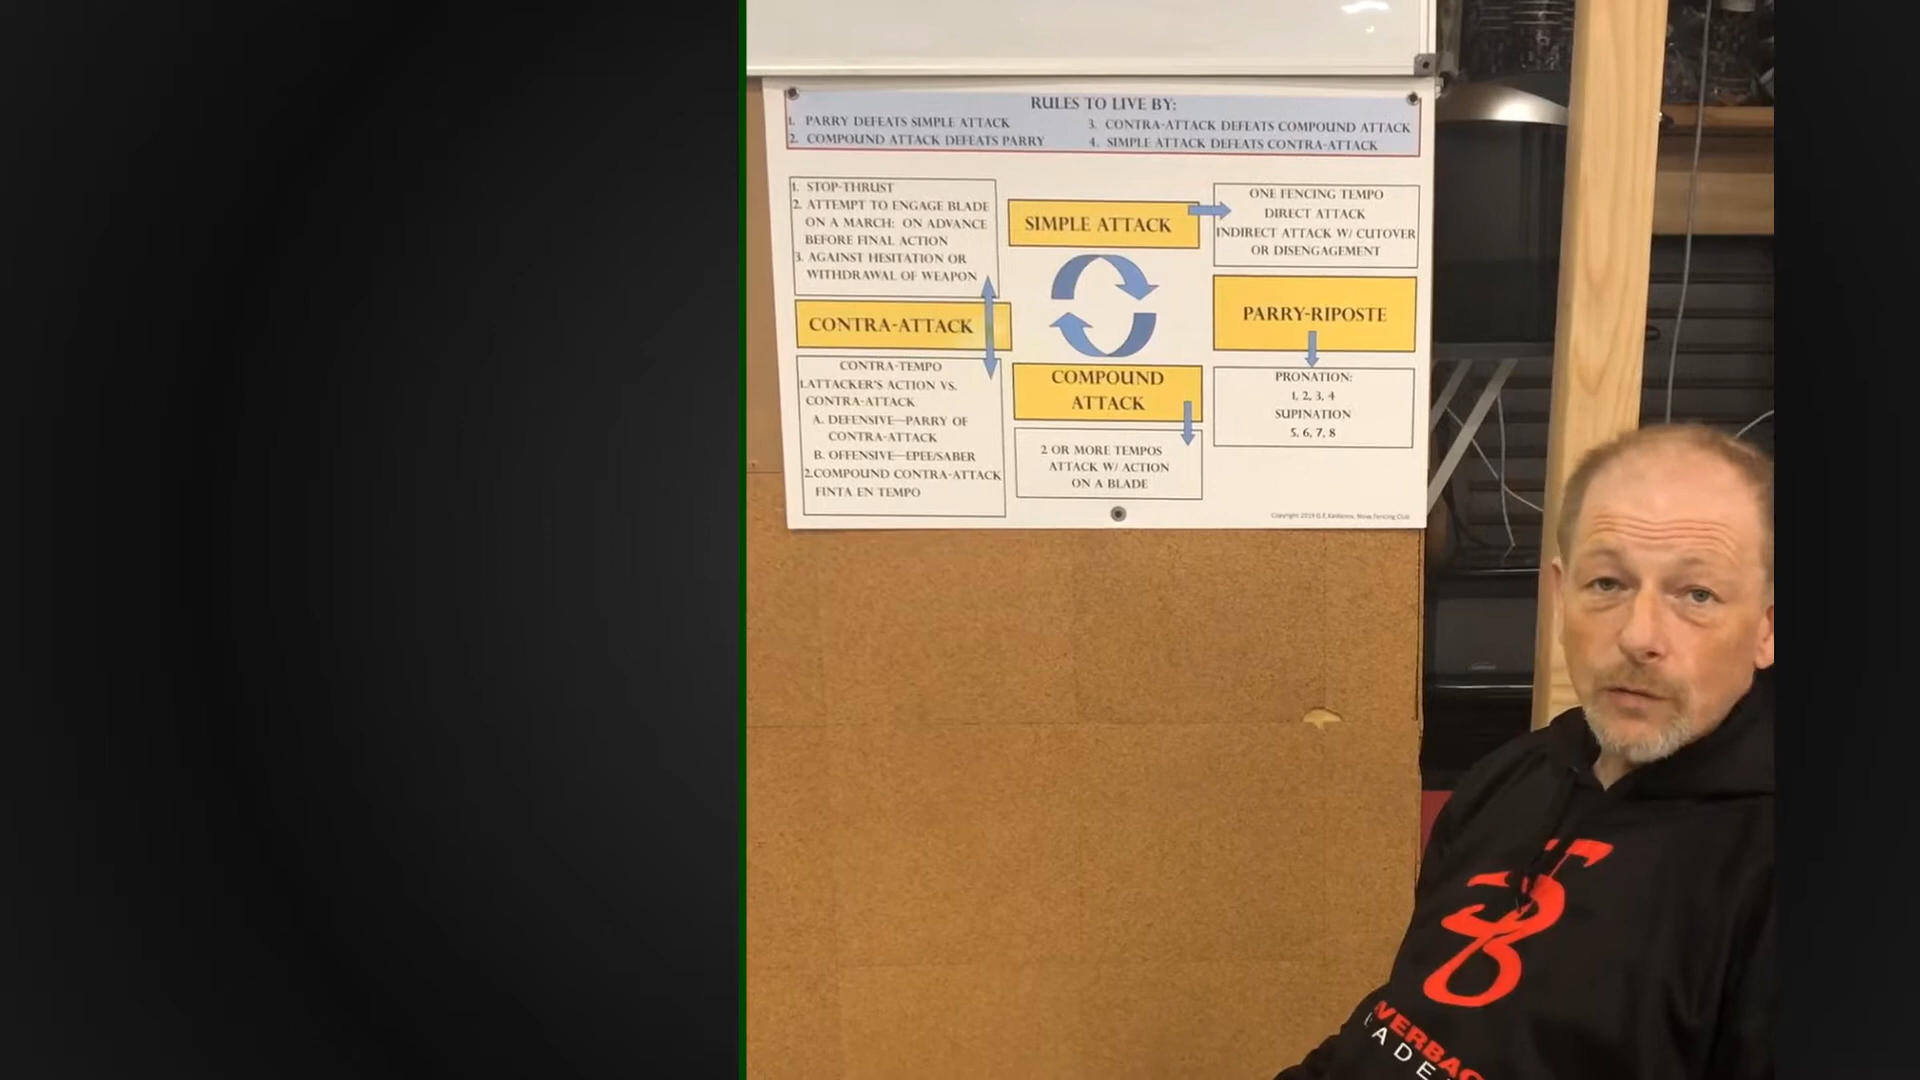 RULES TO LIVE BY:
1. PARRY DEFEATS SIMPLE ATTACK
2. COMPOUND ATTACK DEFEATS PARRY
3. CONTRA-ATTACK DEFEATS COMPOUND ATTACK
4. SIMPLE ATTACK DEFEATS CONTRA-ATTACK
1. STOP-THRUST
2. ATTEMPT TO ENGAGE BLADE
ON A MARCH: ON ADVANCE
BEFORE FINAL ACTION
3. AGAINST HESITATION OR
WITHDRAWAL OF WEAPON
SIMPLE ATTACK
ONE FENCING TEMPO
DIRECT ATTACK
INDIRECT ATTACK W/ CUTOVER
OR DISENGAGEMENT
CONTRA-ATTACK
PARRY-RIPOSTE
CONTRA-TEMPO
1.ATTACKER'S ACTION VS.
CONTRA-ATTACK
A. DEFENSIVE—PARRY OF
CONTRA-ATTACK
B. OFFENSIVE—EPEE/SABER
2.COMPOUND CONTRA-ATTACK
FINTA EN TEMPO
COMPOUND
ATTACK
2 OR MORE TEMPOS
ATTACK W/ ACTION
ON A BLADE
PRONATION:
1, 2, 3, 4
SUPINATION
5, 6, 7, 8
Copyright 2019 Nova Fencing Club